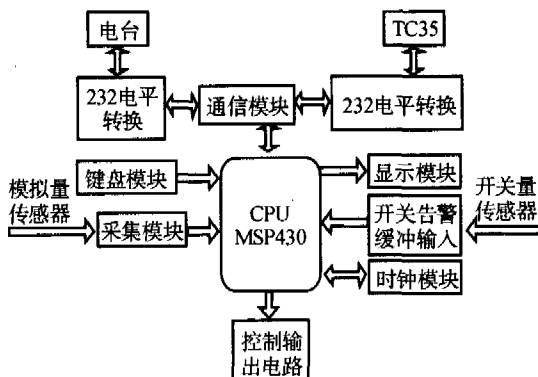 电台
TC35
232电平
转换
通信模块
232电平
转换
键盘模块
显示模块
模拟量
传感器
采集模块
CPU
MSP430
开关告警
缓冲输入
开关量
传感器
时钟模块
控制输
出电路